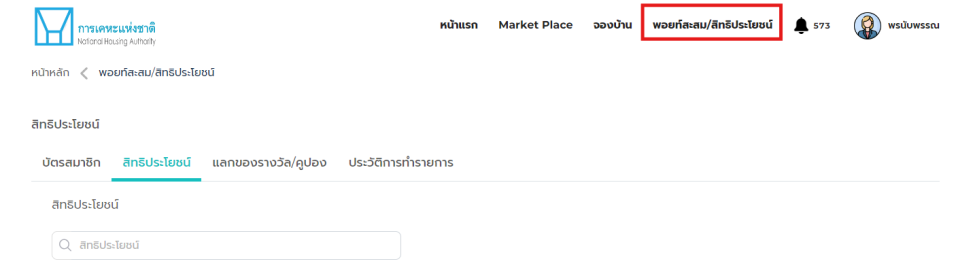 การเคหะแห่งชาติ
National Housing Authority
หน้าแรก Market Place จองบ้าน พอยท์สะสม/สิทธิประโยชน์ 573 พรนับพรรณ
หน้าหลัก < พอยท์สะสม/สิทธิประโยชน์
สิทธิประโยชน์
บัตรสมาชิก สิทธิประโยชน์ แลกของรางวัล/คูปอง ประวัติการทำรายการ
สิทธิประโยชน์
สิทธิประโยชน์